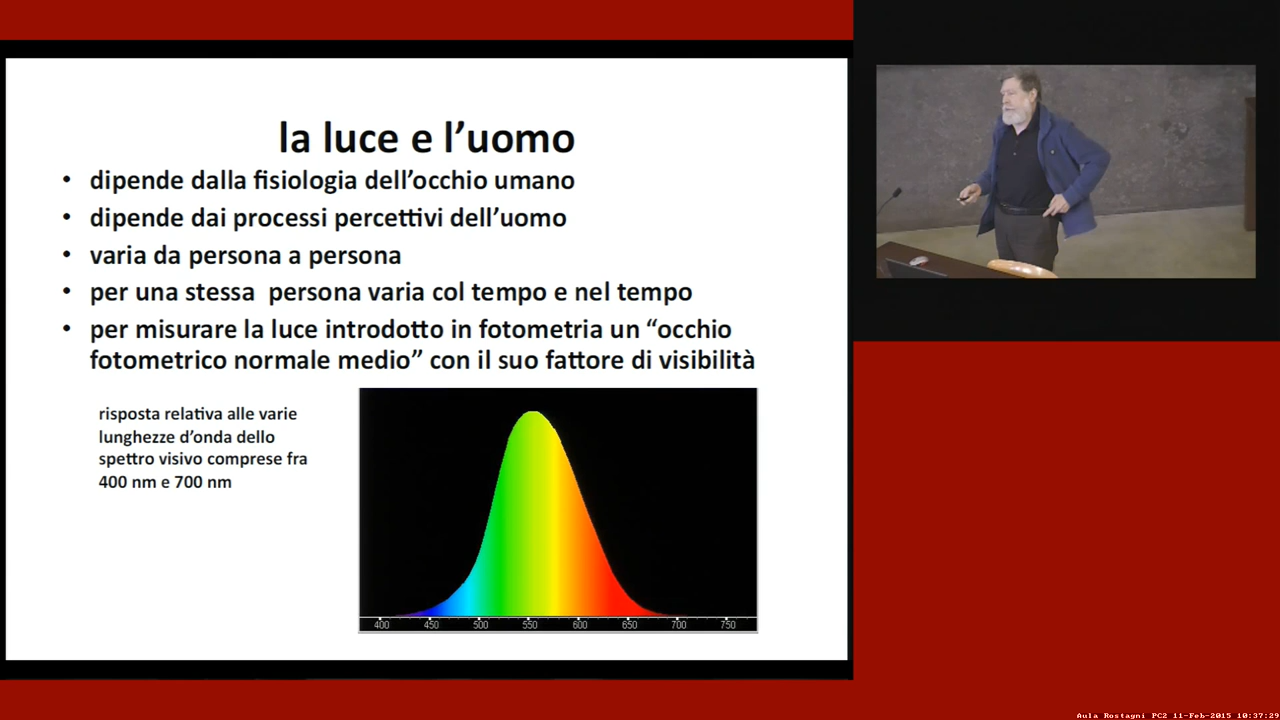 la luce e l’uomo
• dipende dalla fisiologia dell’occhio umano
• dipende dai processi percettivi dell’uomo
• varia da persona a persona
• per una stessa  persona varia col tempo e nel tempo
• per misurare la luce introdotto in fotometria un “occhio
fotometrico normale medio” con il suo fattore di visibilità
risposta relativa alle varie
lunghezze d’onda dello
spettro visivo comprese fra
400 nm e 700 nm
400 450 500 550 600 650 700 750
Aula Rostagni PC2 11-Feb-2015 10:37:29